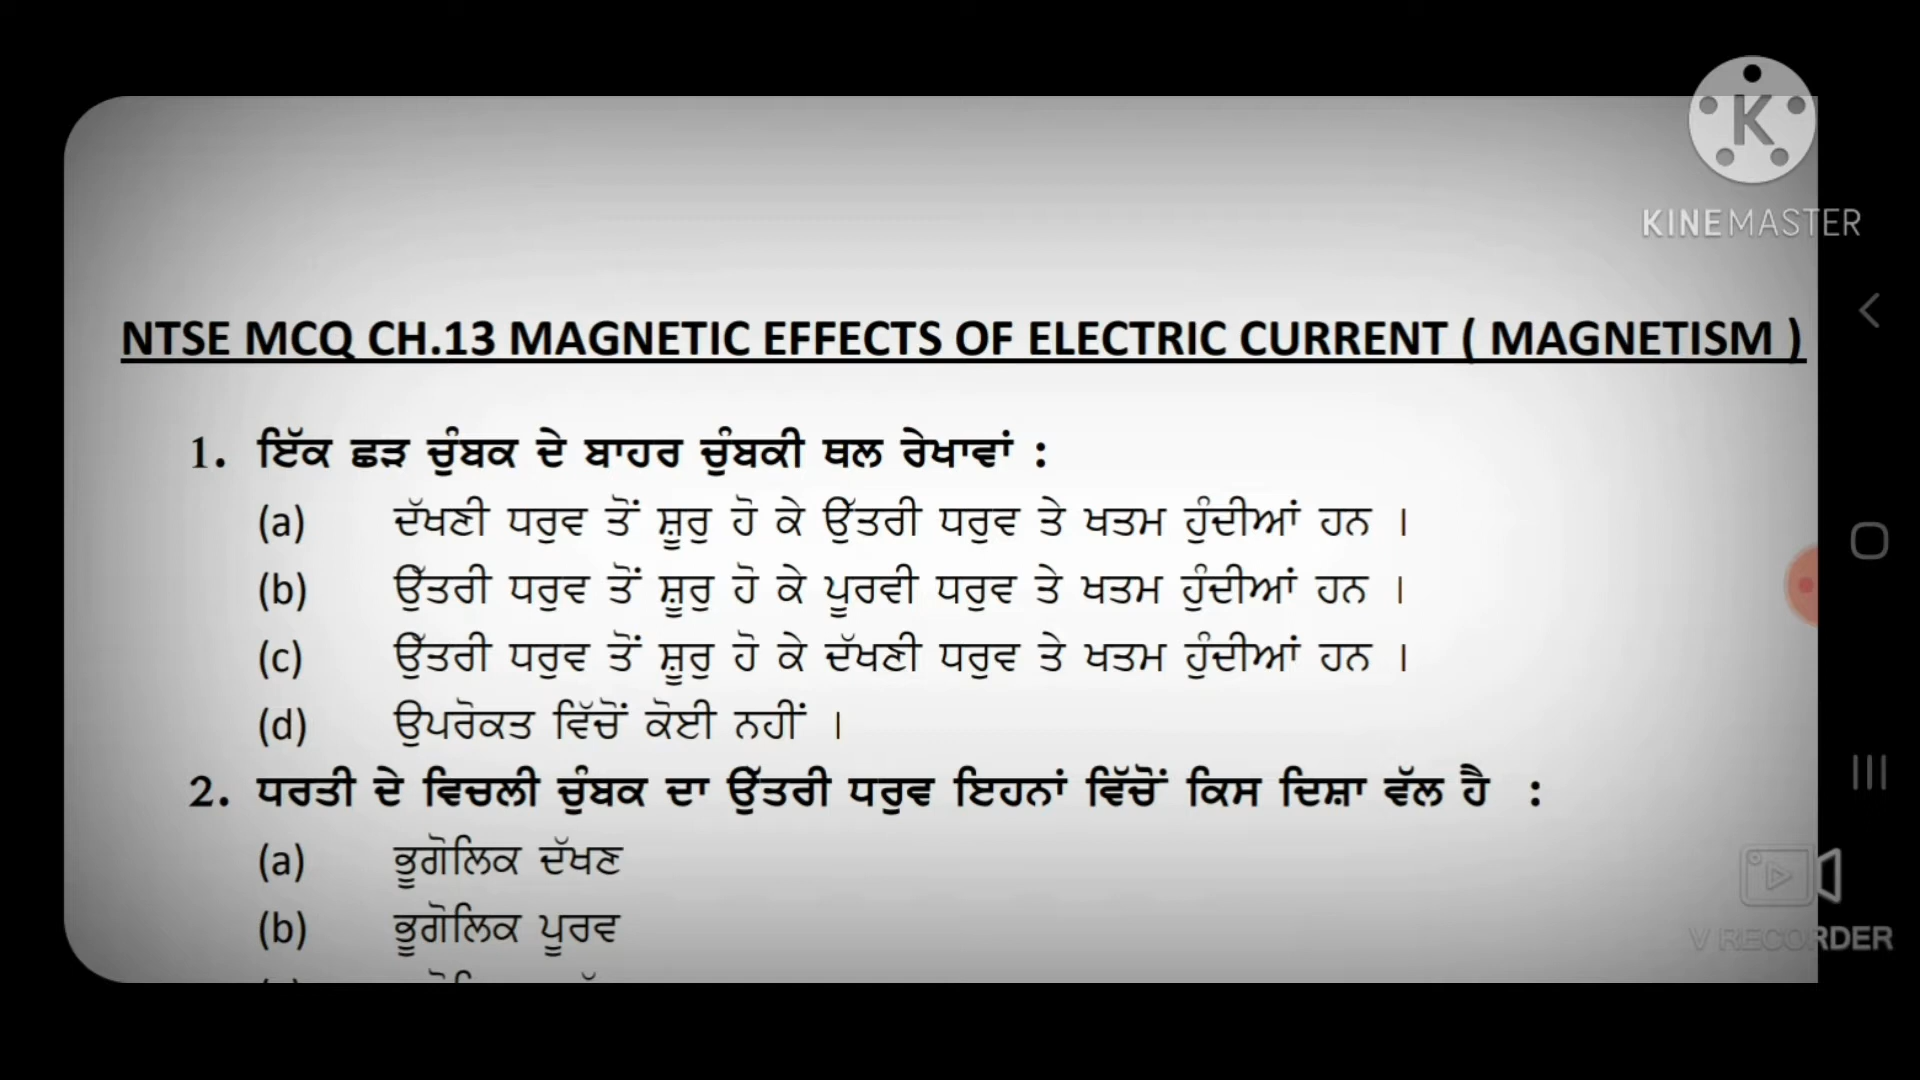 K
KINEMASTER
NTSE MCQ CH.13 MAGNETIC EFFECTS OF ELECTRIC CURRENT ( MAGNETISM )
1. ਇੱਕ ਛੜ ਚੁੰਬਕ ਦੇ ਬਾਹਰ ਚੁੰਬਕੀ ਥਲ ਰੇਖਾਵਾਂ :
(a) ਦੱਖਣੀ ਧਰੁਵ ਤੋਂ ਸ਼ੂਰੁ ਹੋ ਕੇ ਉੱਤਰੀ ਧਰੁਵ ਤੇ ਖਤਮ ਹੁੰਦੀਆਂ ਹਨ ।
(b) ਉੱਤਰੀ ਧਰੁਵ ਤੋਂ ਸ਼ੂਰੁ ਹੋ ਕੇ ਪੂਰਵੀ ਧਰੁਵ ਤੇ ਖਤਮ ਹੁੰਦੀਆਂ ਹਨ ।
(c) ਉੱਤਰੀ ਧਰੁਵ ਤੋਂ ਸ਼ੂਰੁ ਹੋ ਕੇ ਦੱਖਣੀ ਧਰੁਵ ਤੇ ਖਤਮ ਹੁੰਦੀਆਂ ਹਨ ।
(d) ਉਪਰੋਕਤ ਵਿੱਚੋਂ ਕੋਈ ਨਹੀਂ ।
2. ਧਰਤੀ ਦੇ ਵਿਚਲੀ ਚੁੰਬਕ ਦਾ ਉੱਤਰੀ ਧਰੁਵ ਇਹਨਾਂ ਵਿੱਚੋਂ ਕਿਸ ਦਿਸ਼ਾ ਵੱਲ ਹੈ :
(a) ਭੂਗੋਲਿਕ ਦੱਖਣ
(b) ਭੂਗੋਲਿਕ ਪੂਰਵ
V RECORDER